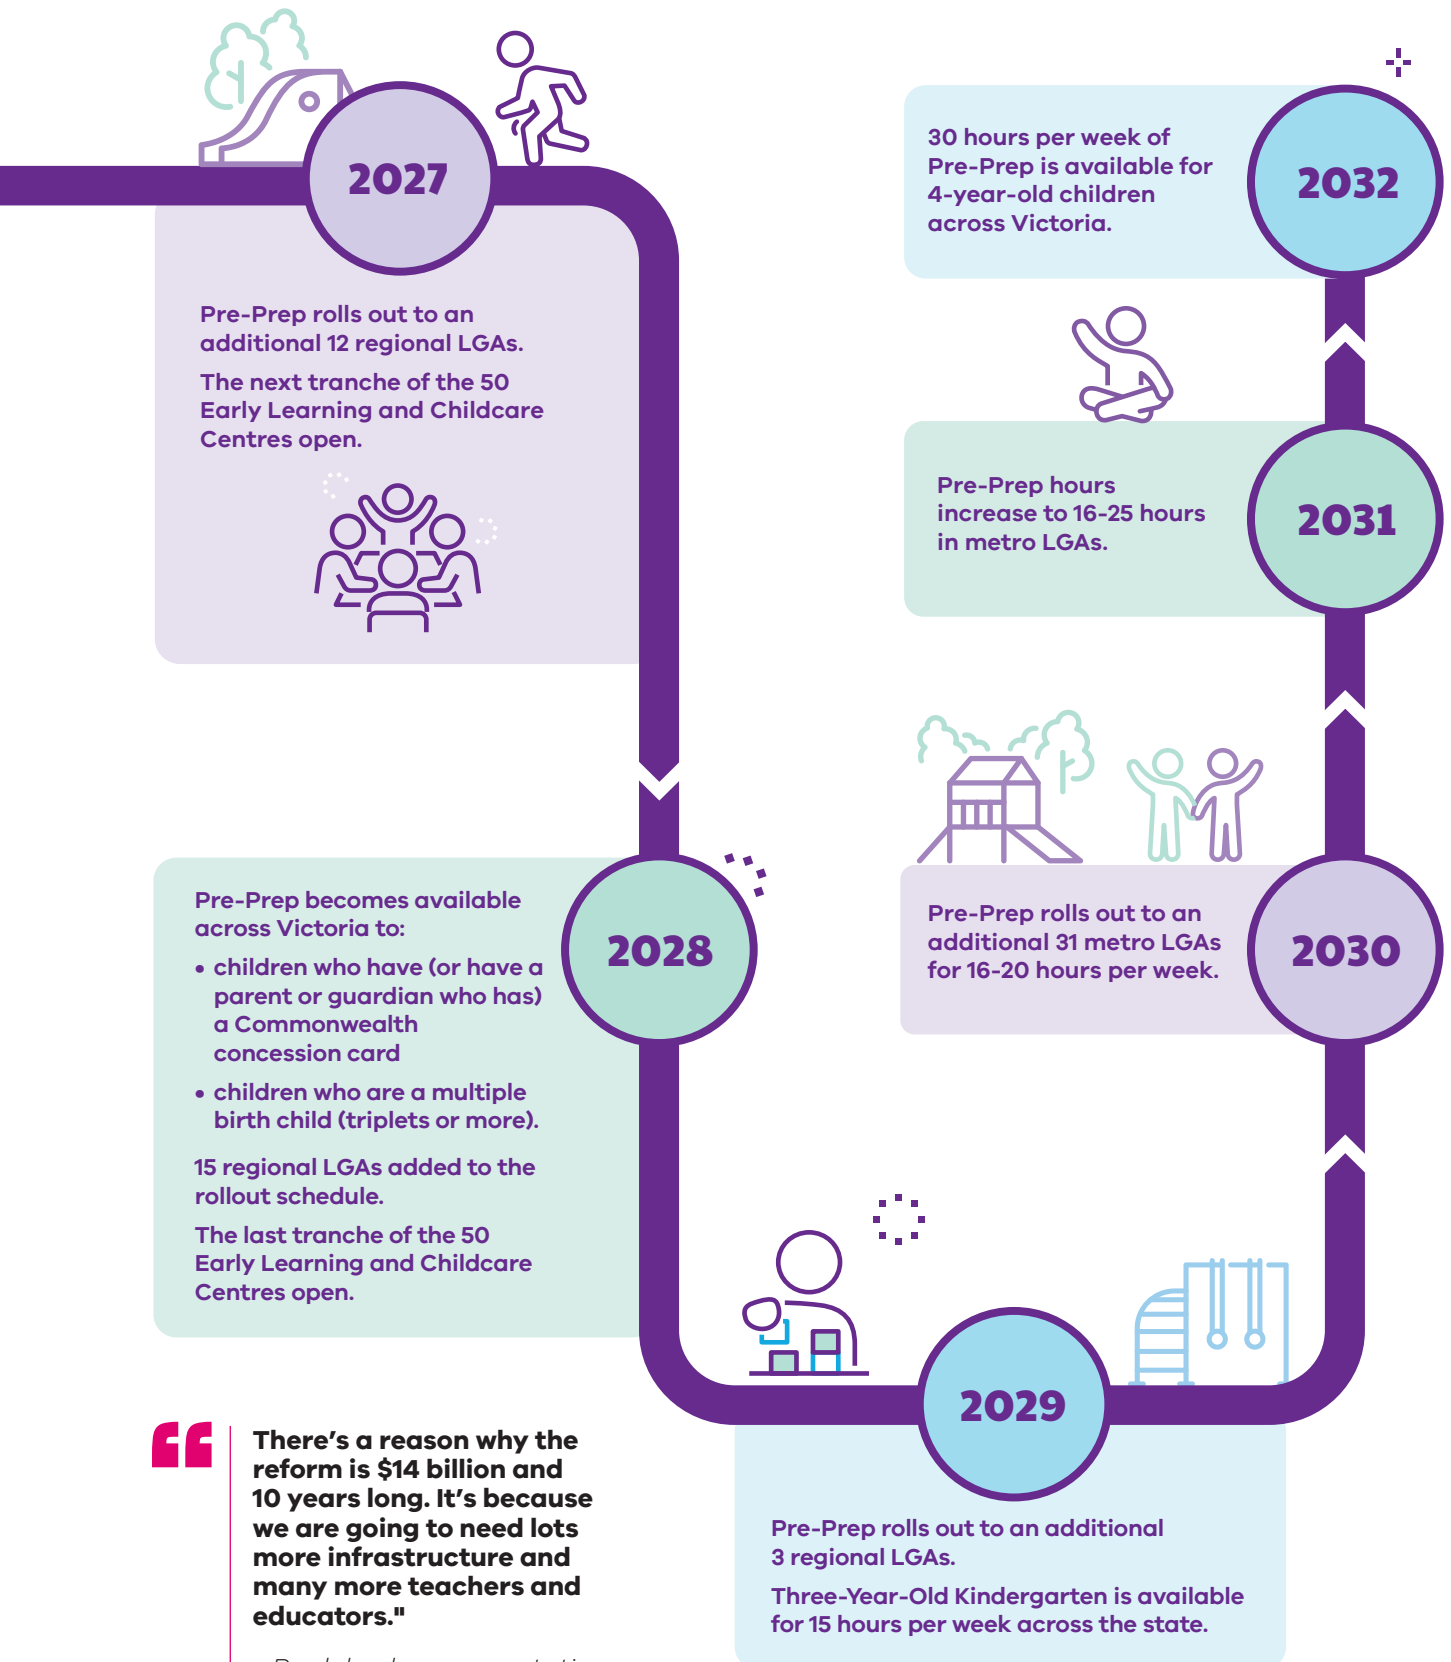 2027
Pre-Prep rolls out to an
additional 12 regional LGAs.
The next tranche of the 50
Early Learning and Childcare
Centres open.
2028
Pre-Prep becomes available
across Victoria to:
• children who have (or have a
parent or guardian who has)
a Commonwealth
concession card
• children who are a multiple
birth child (triplets or more).
15 regional LGAs added to the
rollout schedule.
The last tranche of the 50
Early Learning and Childcare
Centres open.
2029
Pre-Prep rolls out to an additional
3 regional LGAs.
Three-Year-Old Kindergarten is available
for 15 hours per week across the state.
2030
Pre-Prep rolls out to an
additional 31 metro LGAs
for 16-20 hours per week.
2031
Pre-Prep hours
increase to 16-25 hours
in metro LGAs.
2032
30 hours per week of
Pre-Prep is available for
4-year-old children
across Victoria.
There's a reason why the
reform is $14 billion and
10 years long. It's because
we are going to need lots
more infrastructure and
many more teachers and
educators."